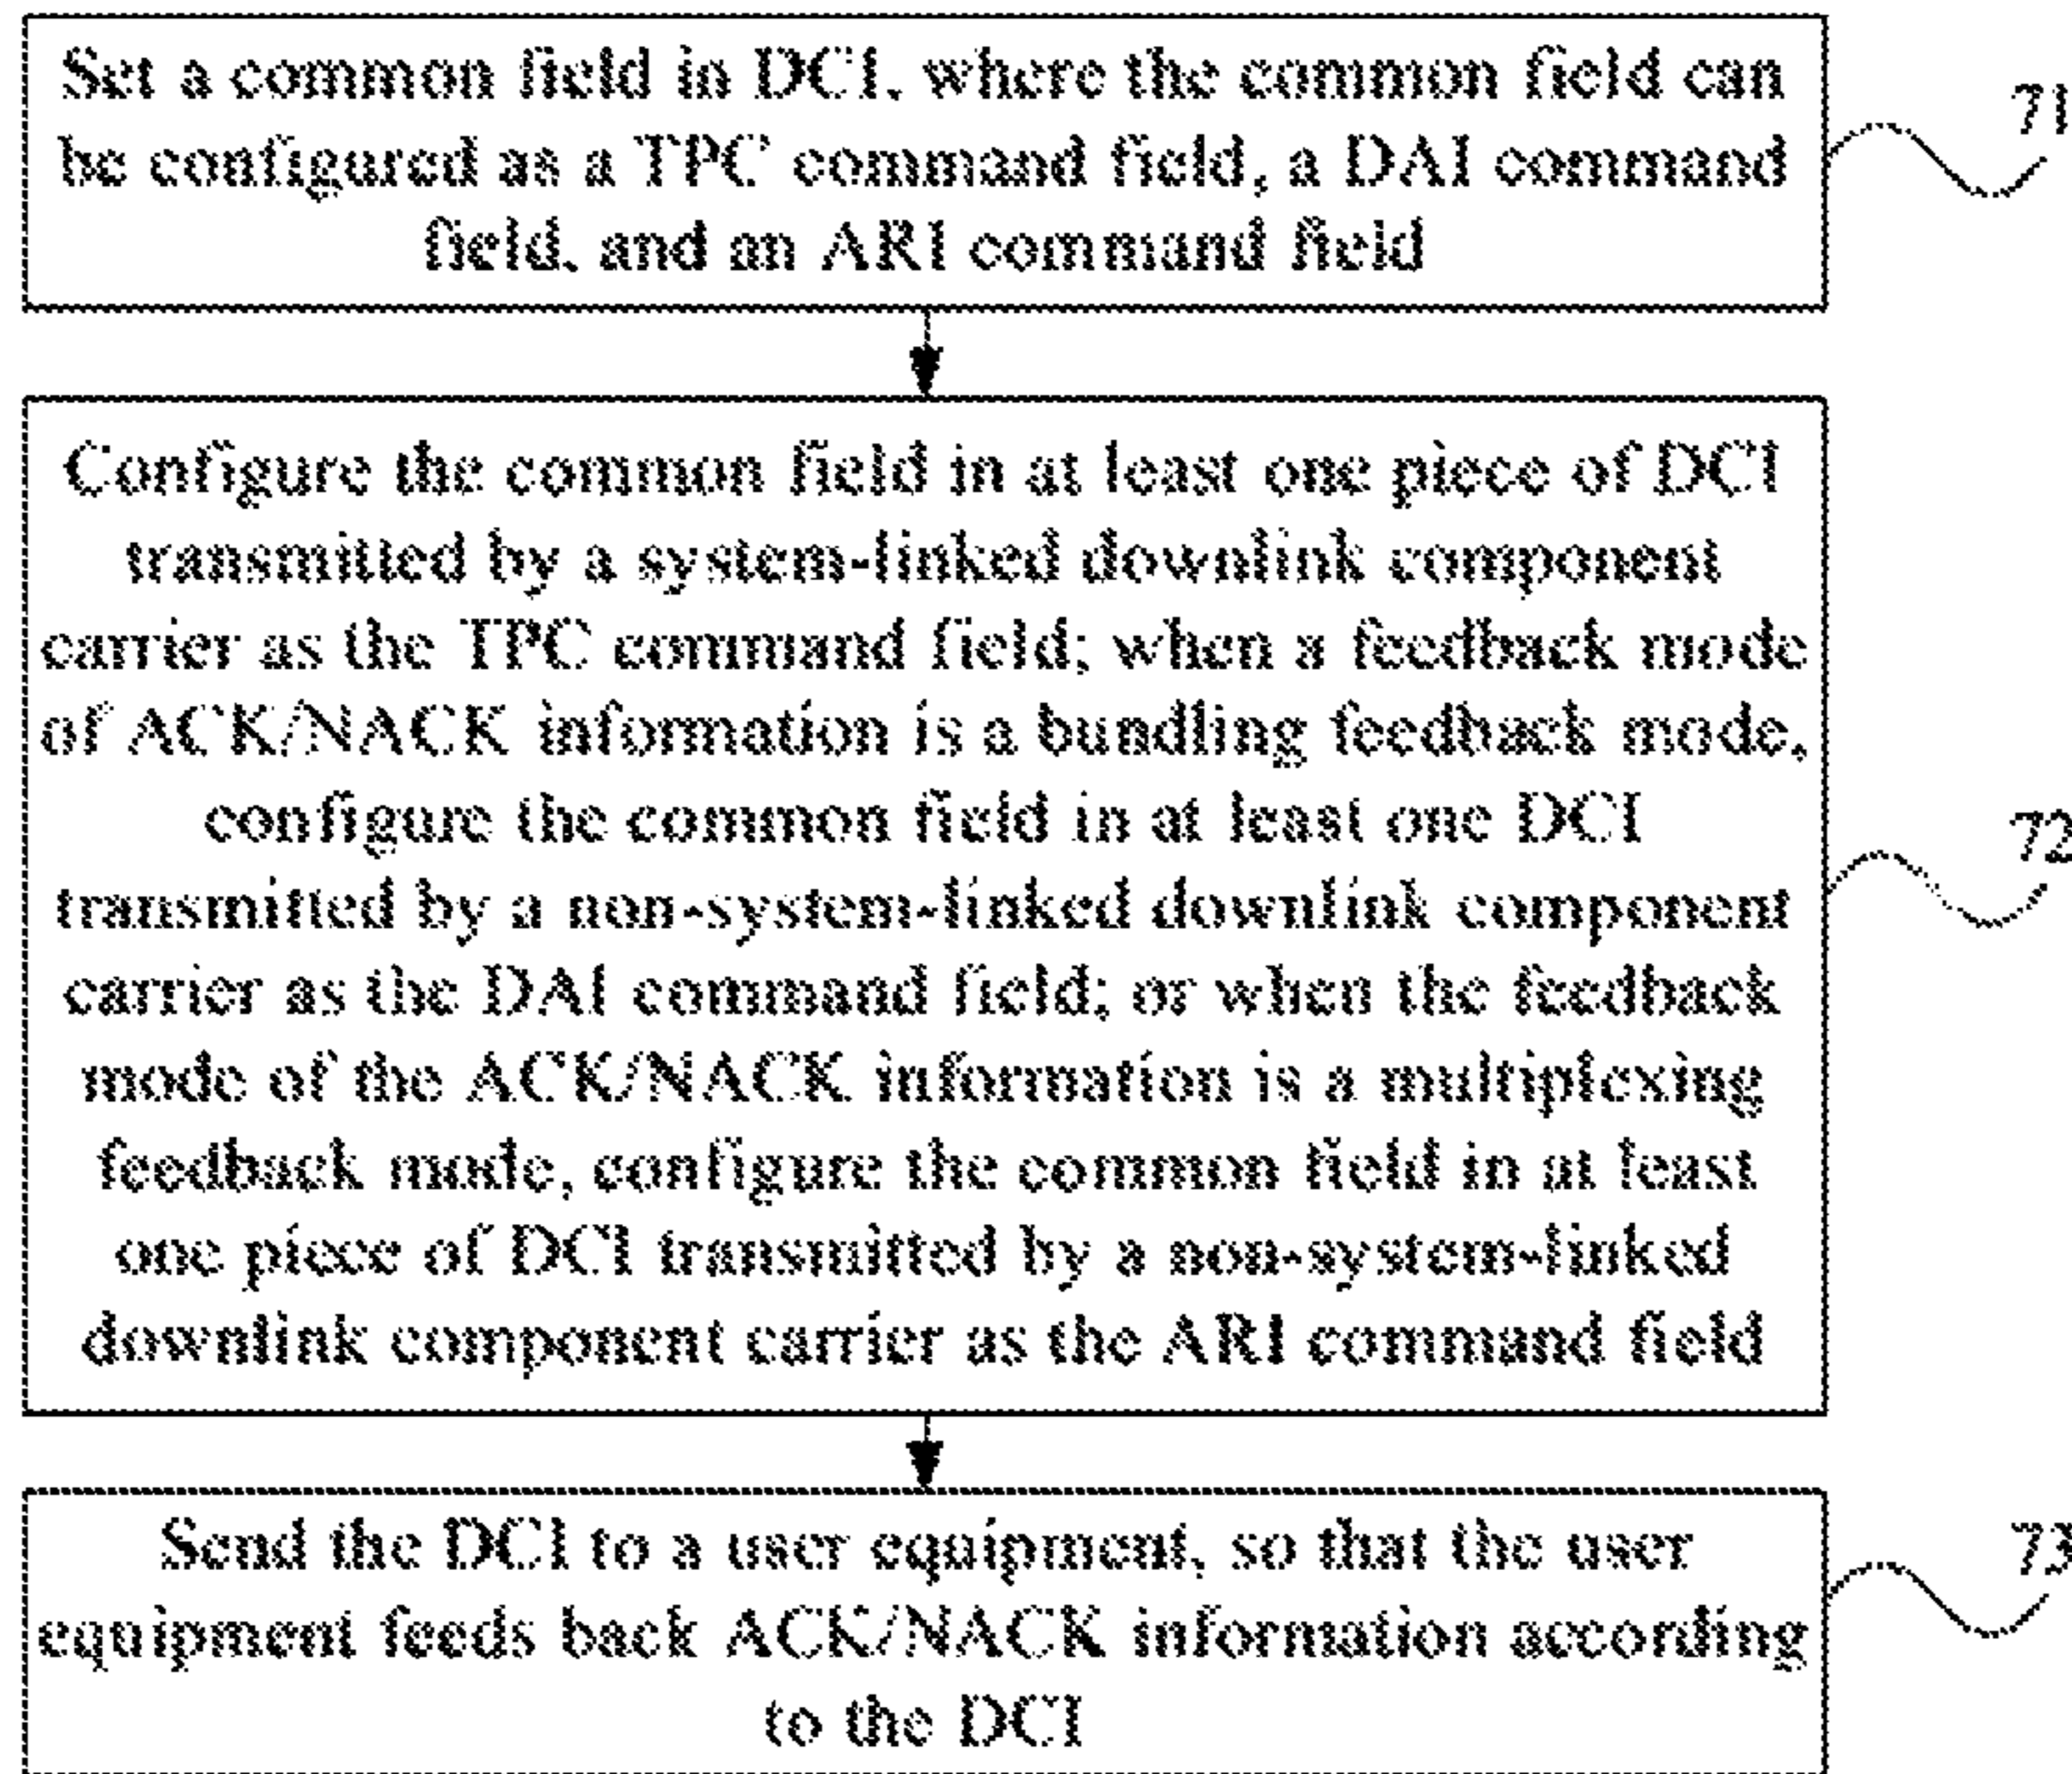 Set a common field in DCI, where the common field can
be configured as a TPC command field, a DAI command
field, and an ARI command field
71
Configure the common field in at least one piece of DCI
transmitted by a system-linked downlink component
carrier as the TPC command field; when a feedback mode
of ACK/NACK information is a bundling feedback mode,
configure the common field in at least one DCI
transmitted by a non-system-linked downlink component
carrier as the DAI command field; or when the feedback
mode of the ACK/NACK information is a multiplexing
feedback mode, configure the common field in at least
one piece of DCI transmitted by a non-system-linked
downlink component carrier as the ARI command field
72
Send the DCI to a user equipment, so that the user
equipment feeds back ACK/NACK information according
to the DCI
73